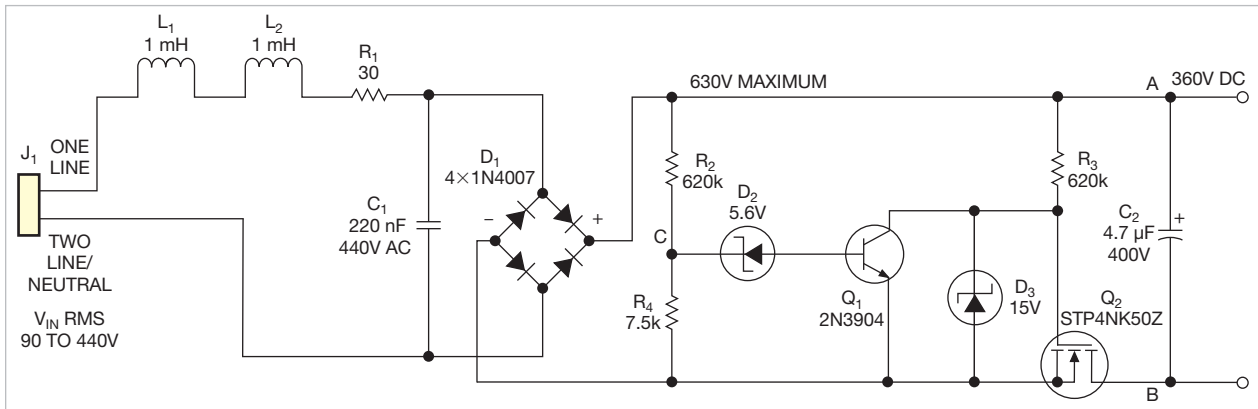 L1
1 mH
L2
1 mH
R1
30
J1
ONE
LINE
TWO
LINE/
NEUTRAL
VIN RMS
90 TO 440V
C1
220 nF
440V AC
D1
4×1N4007
–
+
630V MAXIMUM
R2
620k
C
R4
7.5k
D2
5.6V
Q1
2N3904
D3
15V
R3
620k
A
360V DC
C2
4.7 µF
400V
+
Q2
STP4NK50Z
B